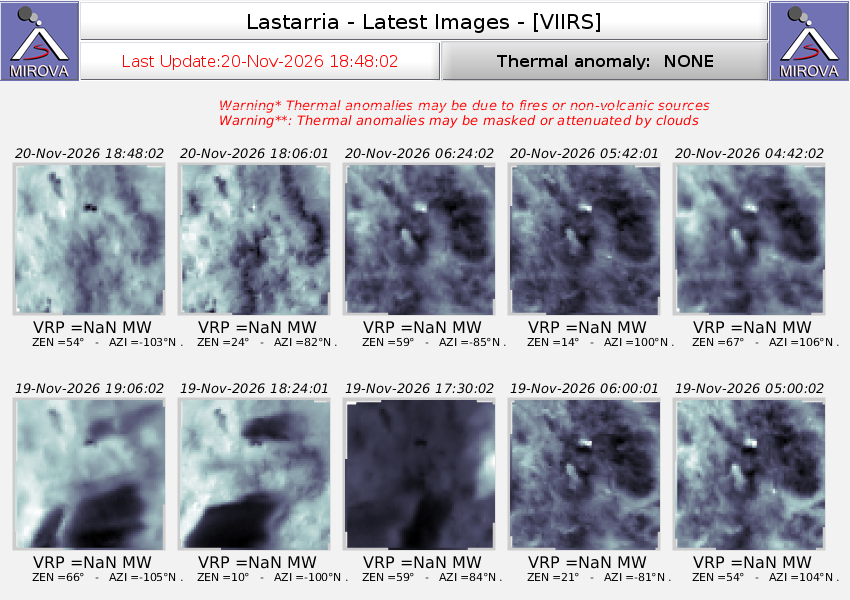 Lastarria - Latest Images - [VIIRS]
MIROVA
MIROVA
Last Update:20-Nov-2026 18:48:02
Thermal anomaly: NONE
Warning* Thermal anomalies may be due to fires or non-volcanic sources
Warning**: Thermal anomalies may be masked or attenuated by clouds
20-Nov-2026 18:48:02
20-Nov-2026 18:06:01
20-Nov-2026 06:24:02
20-Nov-2026 05:42:01
20-Nov-2026 04:42:02
VRP =NaN MW
VRP =NaN MW
VRP =NaN MW
VRP =NaN MW
VRP =NaN MW
ZEN =54° - AZI =-103°N .
ZEN =24° - AZI =82°N .
ZEN =59° - AZI =-85°N .
ZEN =14° - AZI =100°N .
ZEN =67° - AZI =106°N .
19-Nov-2026 19:06:02
19-Nov-2026 18:24:01
19-Nov-2026 17:30:02
19-Nov-2026 06:00:01
19-Nov-2026 05:00:02
VRP =NaN MW
VRP =NaN MW
VRP =NaN MW
VRP =NaN MW
VRP =NaN MW
ZEN =66° - AZI =-105°N .
ZEN =10° - AZI =-100°N .
ZEN =59° - AZI =84°N .
ZEN =21° - AZI =-81°N .
ZEN =54° - AZI =104°N .